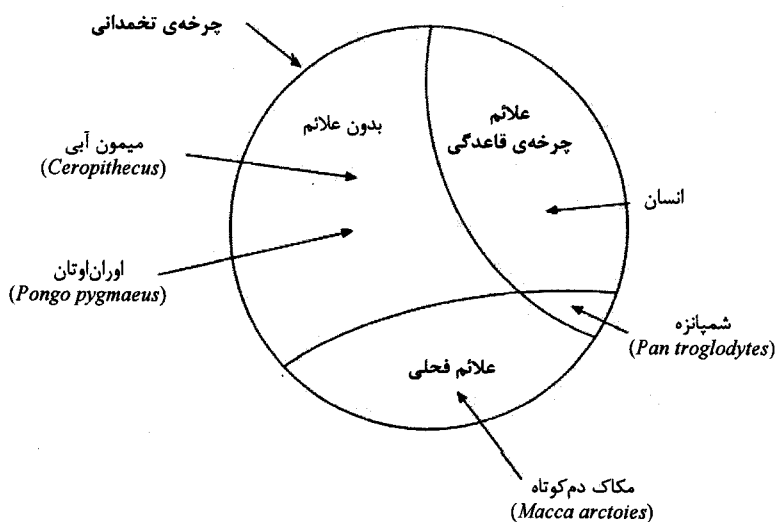 چرخه‌ی تخمدانی
علائم
چرخه‌ی قاعدگی
بدون علائم
میمون آبی
(Ceropithecus)
انسان
اوران‌اوتان
(Pongo pygmaeus)
شمپانزه
(Pan troglodytes)
علائم فحلی
مکاک دم‌کوتاه
(Macca arctoies)